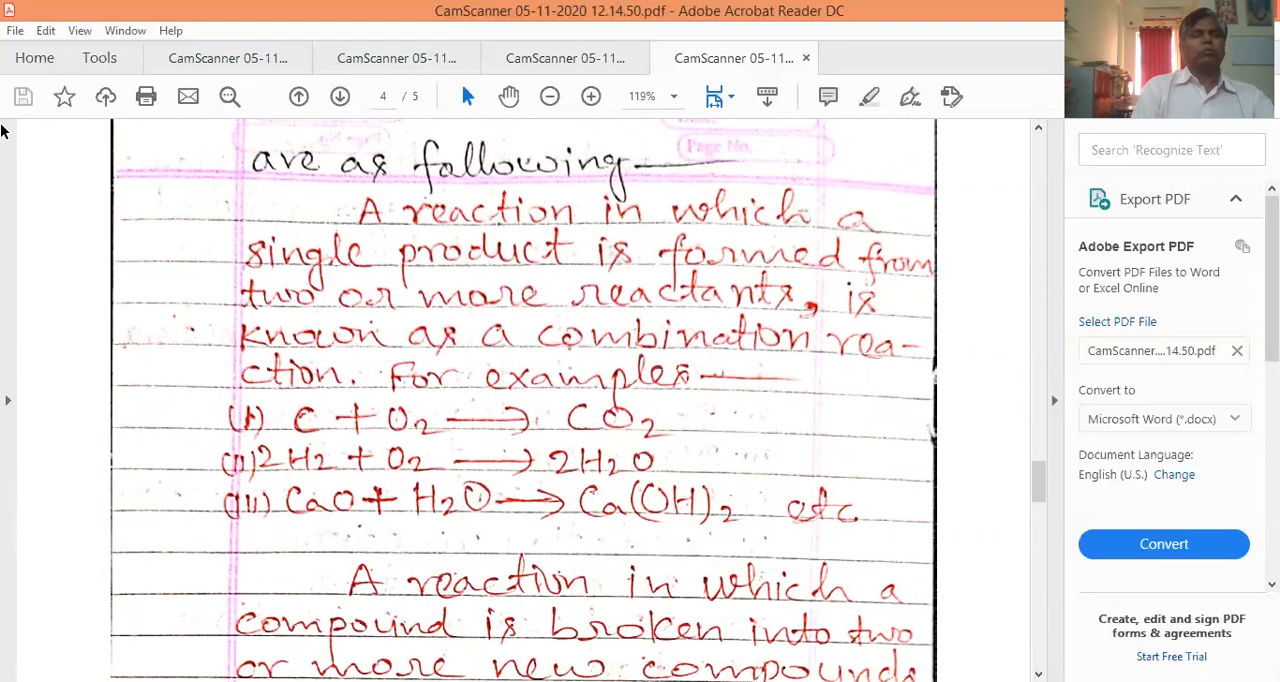 CamScanner 05-11-2020 12.14.50.pdf - Adobe Acrobat Reader DC
File Edit View Window Help
Home Tools CamScanner 05-11... CamScanner 05-11... CamScanner 05-11... CamScanner 05-11... ×
4 / 5 119%
Page No.
are as following—
A reaction in which a
single product is formed from
two or more reactants, is
known as a combination rea-
ction. For examples—
(i) C + O2 → CO2
(ii) 2H2 + O2 → 2H2O
(iii) CaO + H2O → Ca(OH)2 etc
A reaction in which a
compound is broken into two
or more new compounds
Search 'Recognize Text'
Export PDF
Adobe Export PDF
Convert PDF Files to Word
or Excel Online
Select PDF File
CamScanner....14.50.pdf
Convert to
Microsoft Word (*.docx)
Document Language:
English (U.S.) Change
Convert
Create, edit and sign PDF
forms & agreements
Start Free Trial